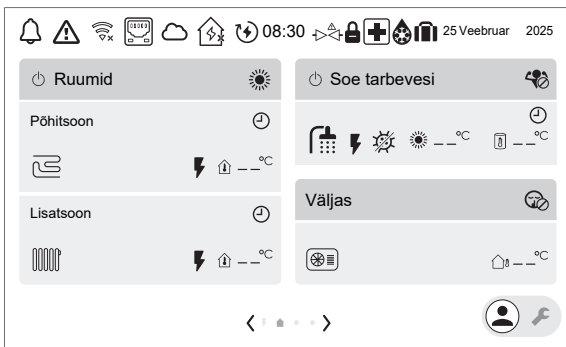 08:30 25 Veebruar 2025
Ruumid
Soe tarbevesi
Põhitsoon
_ _°C
_ _°C _ _°C
Väljas
Lisatsoon
_ _°C
_ _°C